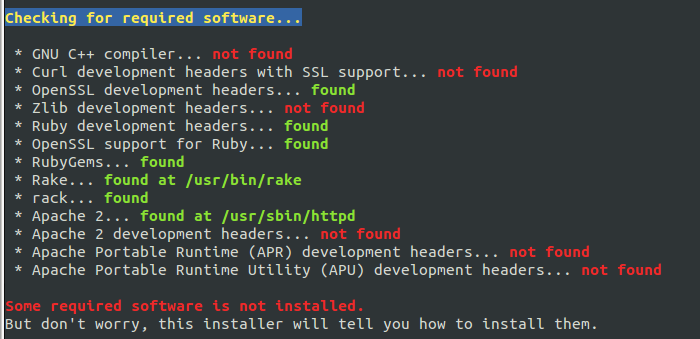 Checking for required software...
* GNU C++ compiler... not found
* Curl development headers with SSL support... not found
* OpenSSL development headers... found
* Zlib development headers... not found
* Ruby development headers... found
* OpenSSL support for Ruby... found
* RubyGems... found
* Rake... found at /usr/bin/rake
* rack... found
* Apache 2... found at /usr/sbin/httpd
* Apache 2 development headers... not found
* Apache Portable Runtime (APR) development headers... not found
* Apache Portable Runtime Utility (APU) development headers... not found
Some required software is not installed.
But don't worry, this installer will tell you how to install them.